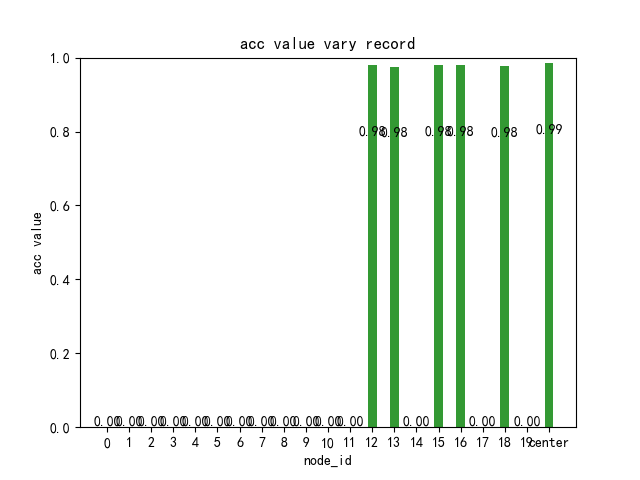 acc value vary record
1.0
0.8
0.6
0.4
0.2
0.0
acc value
0.98 0.98 0.98 0.98 0.98 0.99
0.00 0.00 0.00 0.00 0.00 0.00 0.00 0.00 0.00 0.00 0.00 0.00 0.00 0.00 0.00
0 1 2 3 4 5 6 7 8 9 10 11 12 13 14 15 16 17 18 19 center
node_id